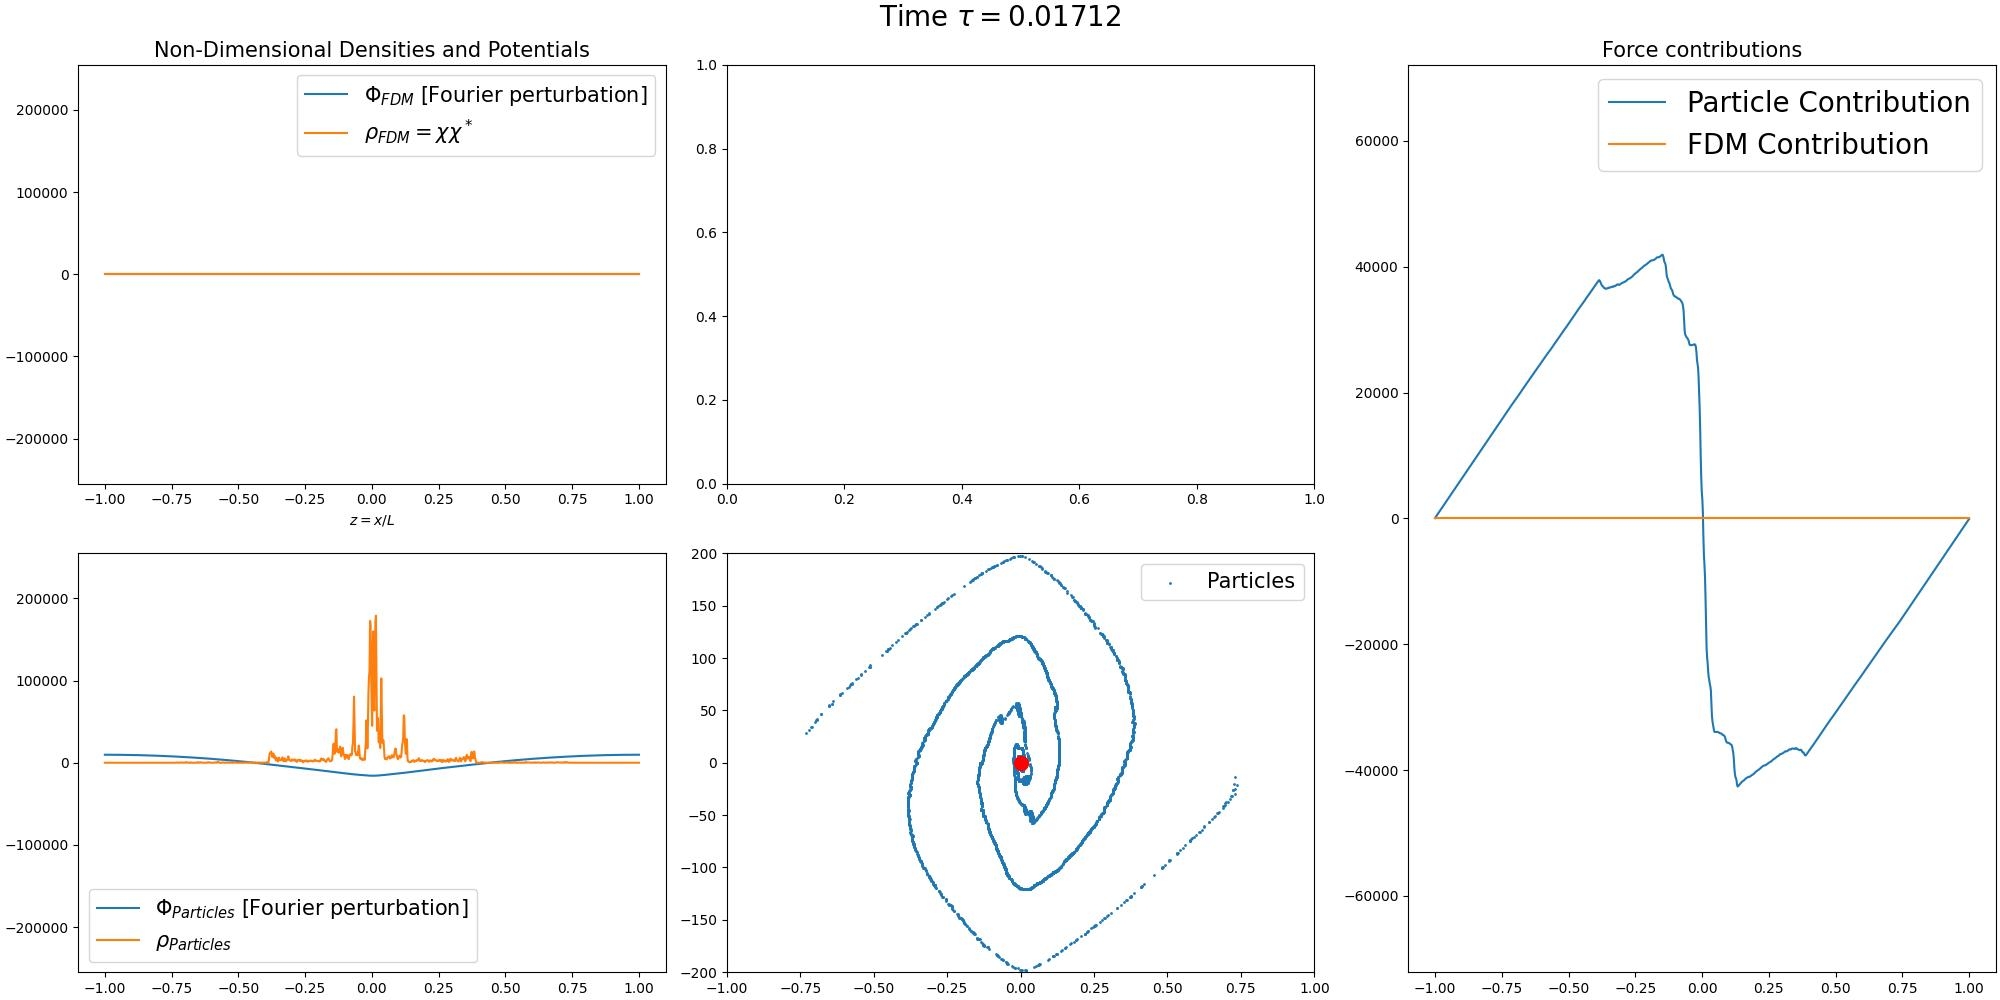 Time τ = 0.01712
Non-Dimensional Densities and Potentials
200000
100000
0
−100000
−200000
Φ_FDM [Fourier perturbation]
ρ_FDM = χχ*
−1.00 −0.75 −0.50 −0.25 0.00 0.25 0.50 0.75 1.00
z = x/L
1.0
0.8
0.6
0.4
0.2
0.0
0.0 0.2 0.4 0.6 0.8 1.0
Force contributions
Particle Contribution
FDM Contribution
60000
40000
20000
0
−20000
−40000
−60000
−1.00 −0.75 −0.50 −0.25 0.00 0.25 0.50 0.75 1.00
200000
100000
0
−100000
−200000
Φ_Particles [Fourier perturbation]
ρ_Particles
−1.00 −0.75 −0.50 −0.25 0.00 0.25 0.50 0.75 1.00
Particles
200
150
100
50
0
−50
−100
−150
−200
−1.00 −0.75 −0.50 −0.25 0.00 0.25 0.50 0.75 1.00